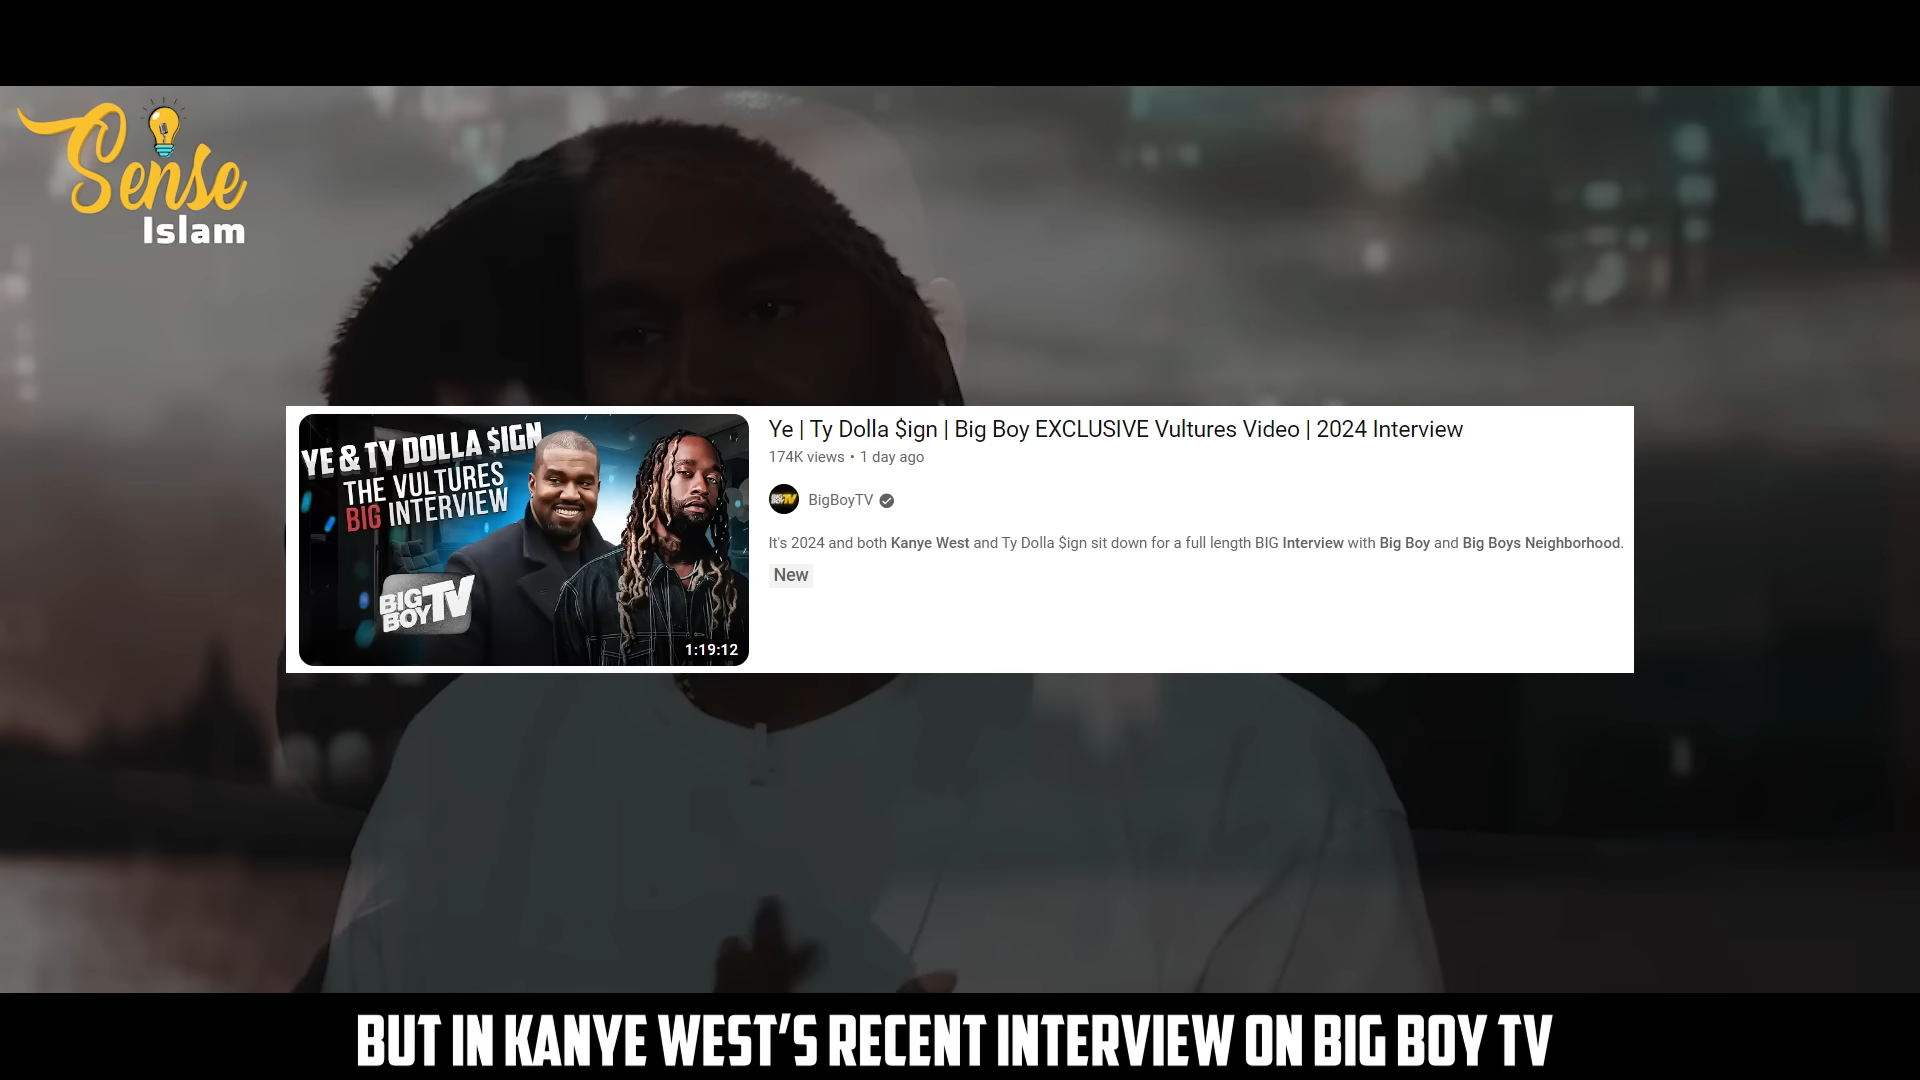 Sense
Islam
YE & TY DOLLA $IGN
THE VULTURES
BIG INTERVIEW
BIG
BOY TV
1:19:12
Ye | Ty Dolla $ign | Big Boy EXCLUSIVE Vultures Video | 2024 Interview
174K views • 1 day ago
BIG BOY TV
BigBoyTV
It's 2024 and both Kanye West and Ty Dolla $ign sit down for a full length BIG Interview with Big Boy and Big Boys Neighborhood.
New
BUT IN KANYE WEST'S RECENT INTERVIEW ON BIG BOY TV